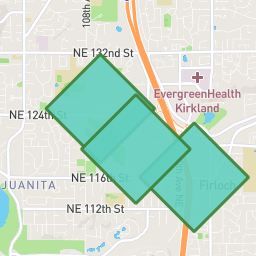 108th A
NE 132nd St
EvergreenHealth
Kirkland
NE 124th St
JUANITA
NE 116th St
Firloch
NE 112th St